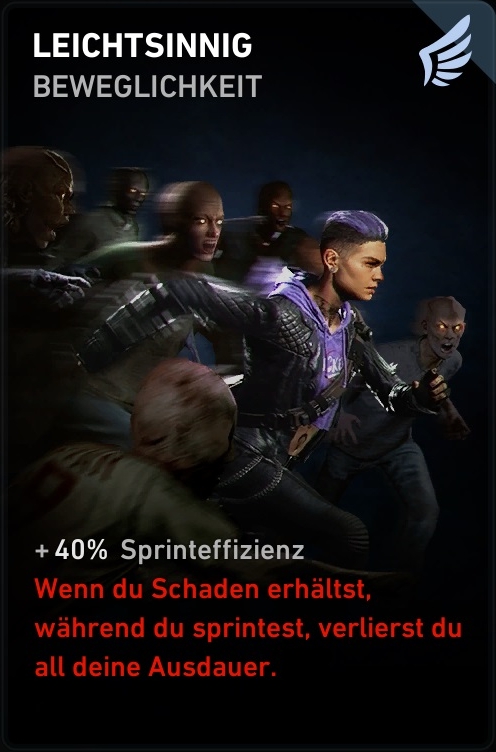 LEICHTSINNIG
BEWEGLICHKEIT
+ 40% Sprinteffizienz
Wenn du Schaden erhältst,
während du sprintest, verlierst du
all deine Ausdauer.